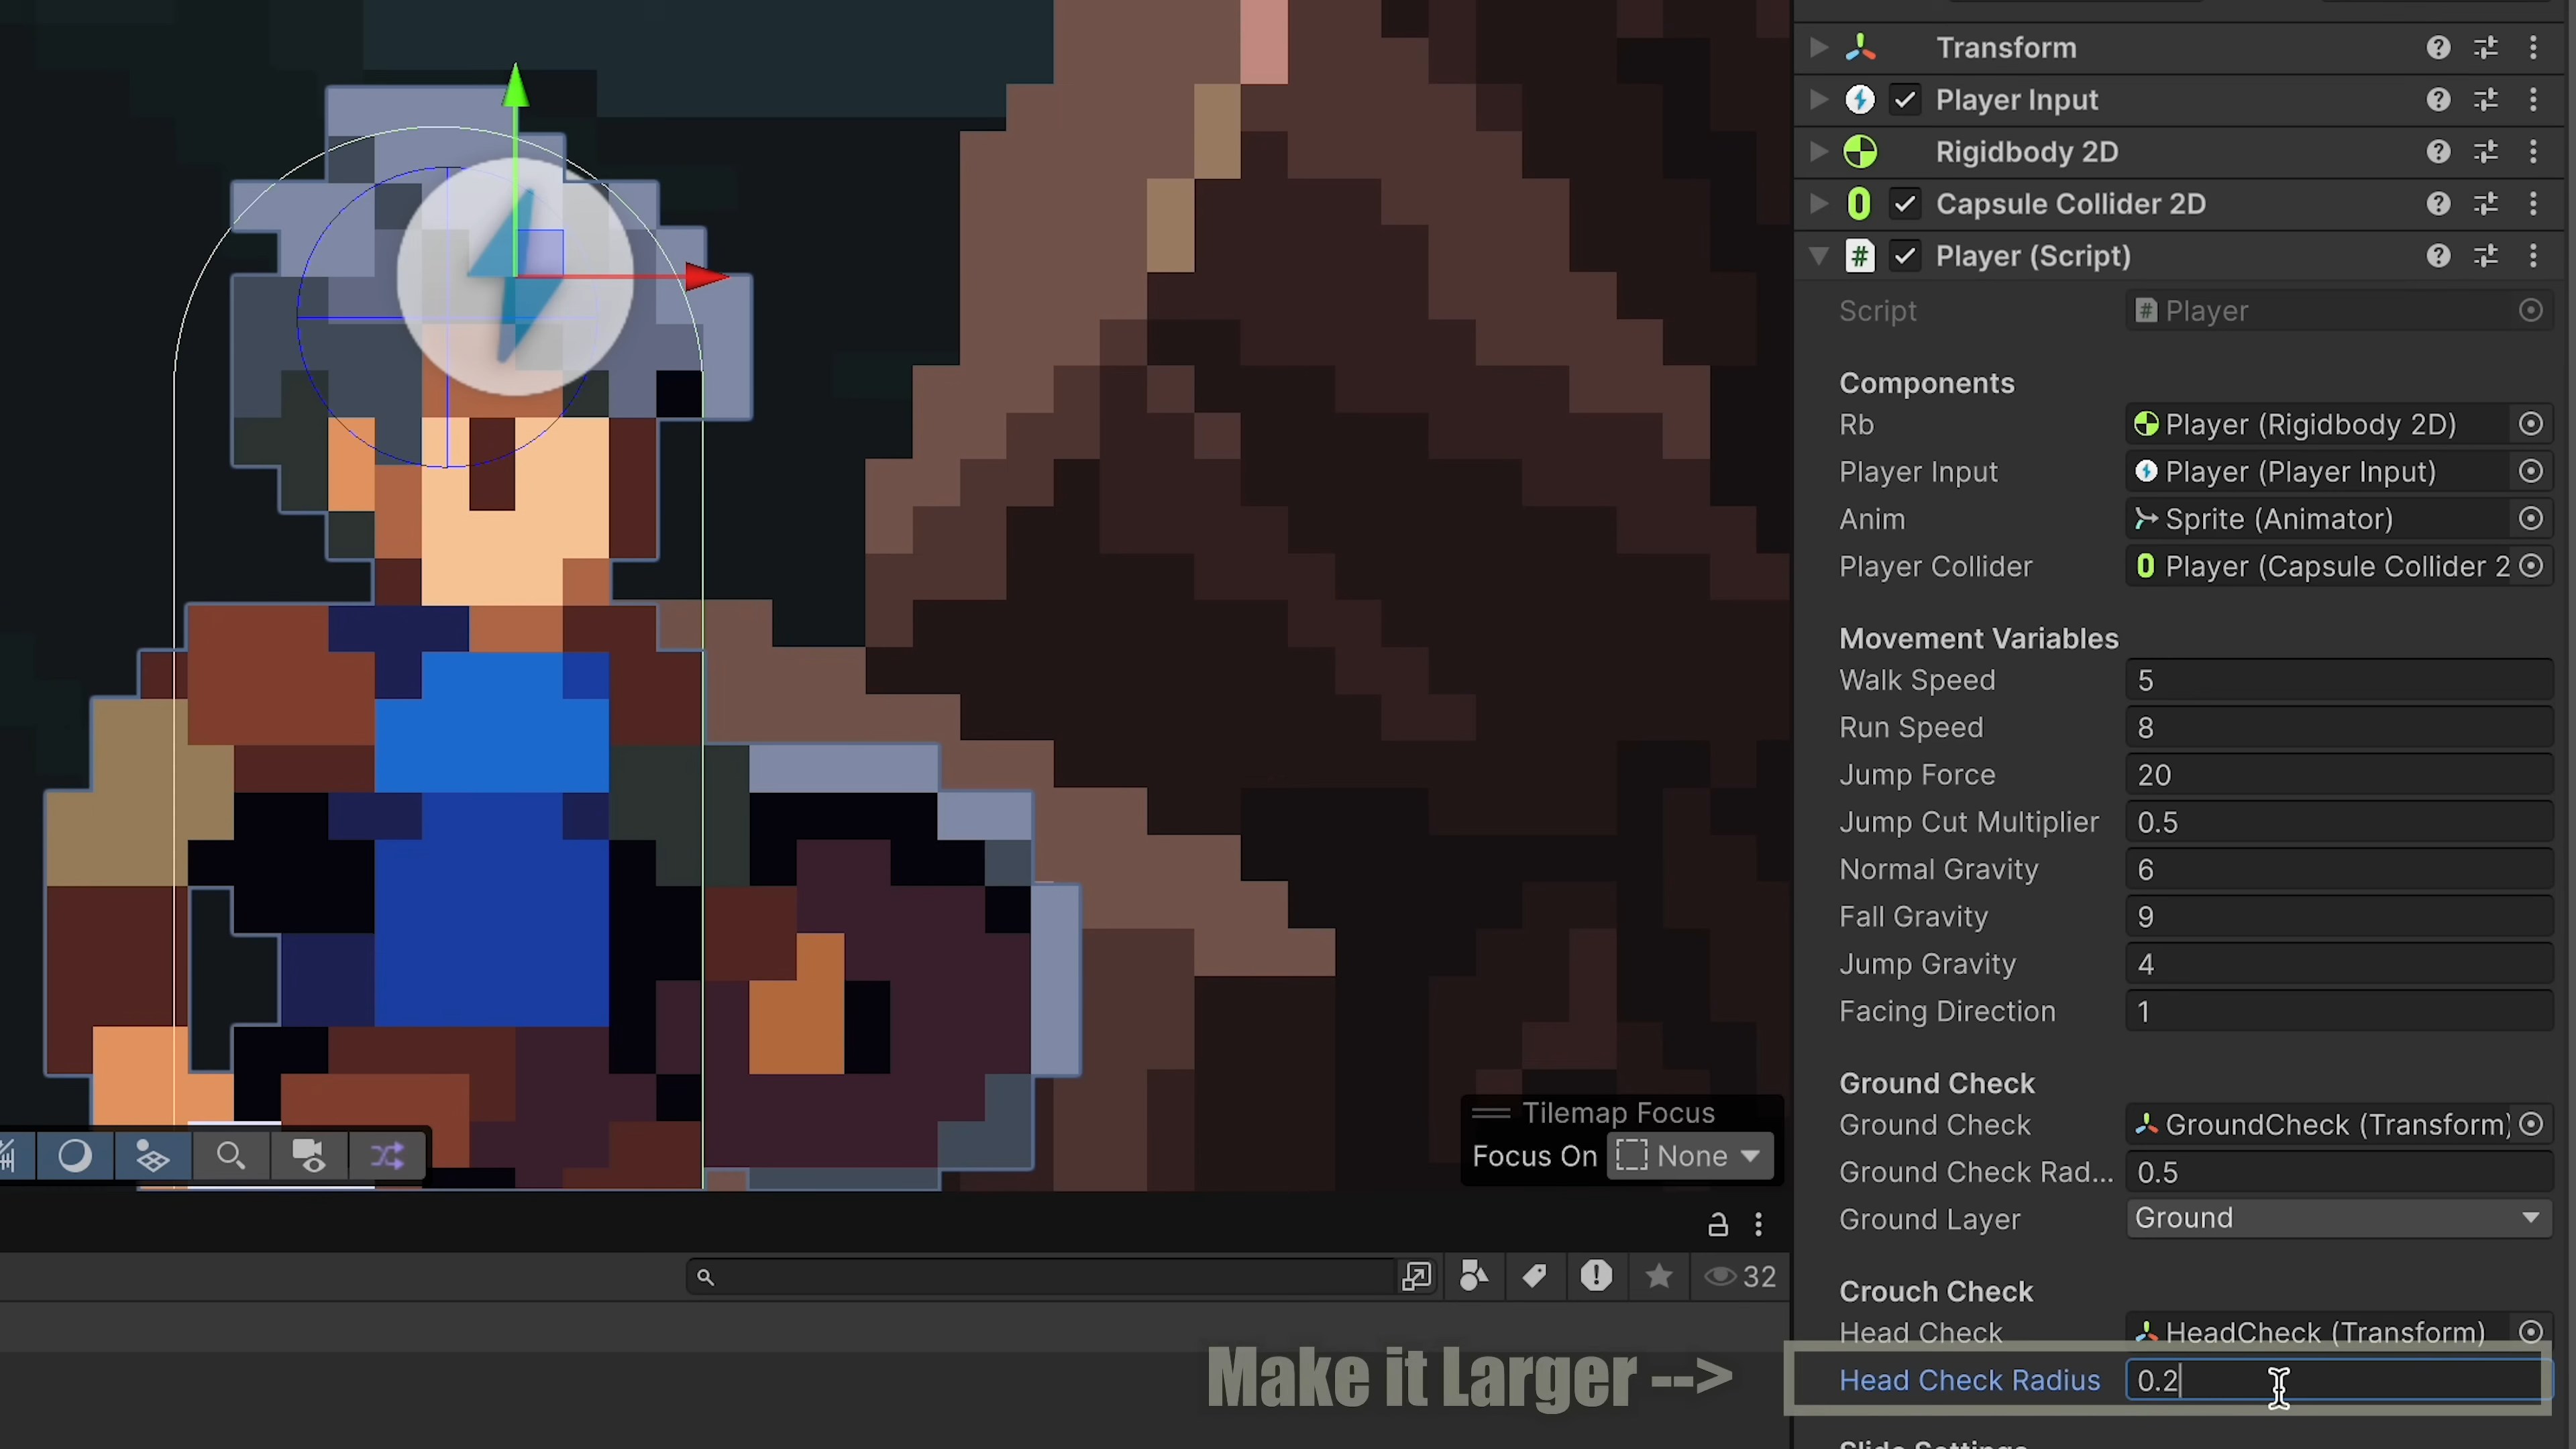 Transform
Player Input
Rigidbody 2D
Capsule Collider 2D
# Player (Script)
Script # Player
Components
Rb Player (Rigidbody 2D)
Player Input Player (Player Input)
Anim Sprite (Animator)
Player Collider Player (Capsule Collider 2
Movement Variables
Walk Speed 5
Run Speed 8
Jump Force 20
Jump Cut Multiplier 0.5
Normal Gravity 6
Fall Gravity 9
Jump Gravity 4
Facing Direction 1
Ground Check
Ground Check GroundCheck (Transform)
Ground Check Rad... 0.5
Ground Layer Ground
Crouch Check
Head Check HeadCheck (Transform)
Head Check Radius 0.2
Slide Settings
Tilemap Focus
Focus On None
32
Make it Larger -->